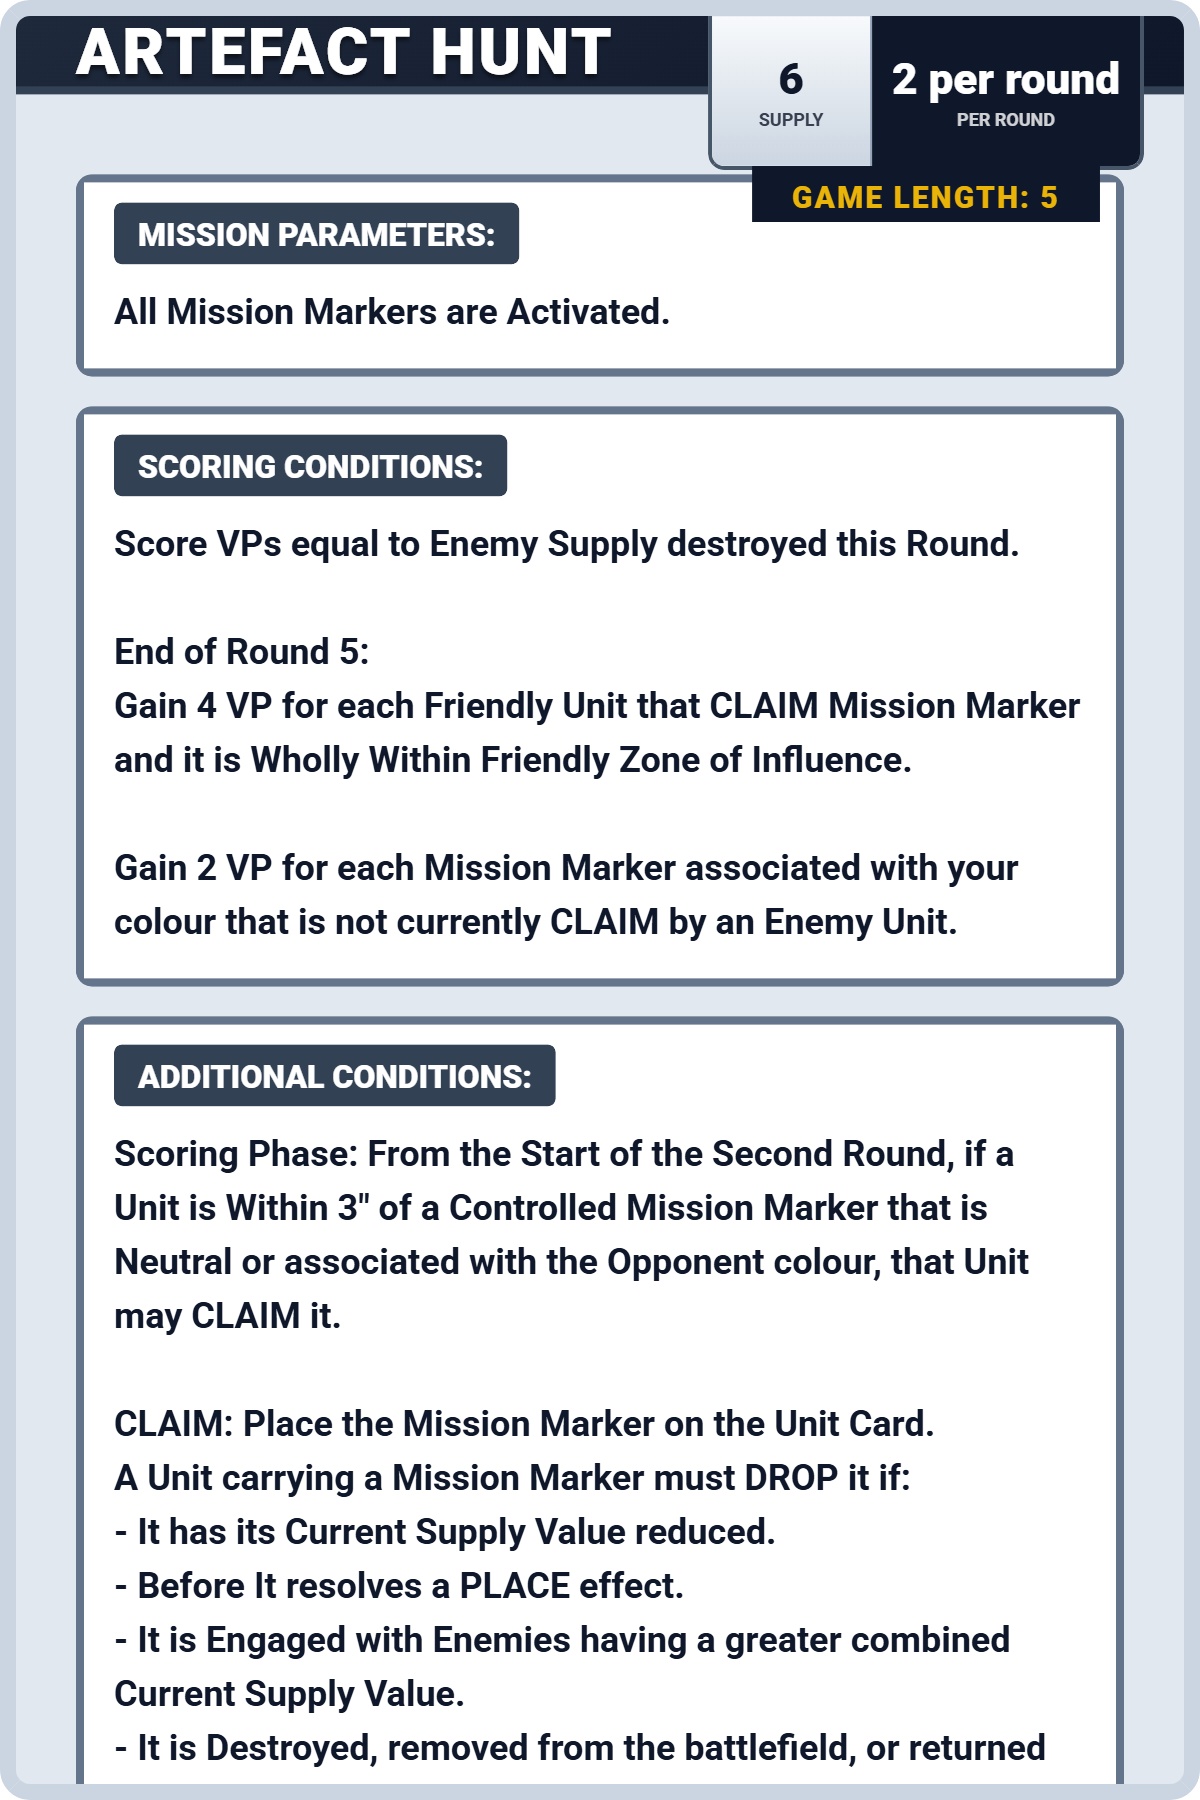 ARTEFACT HUNT
6
SUPPLY
2 per round
PER ROUND
GAME LENGTH: 5
MISSION PARAMETERS:
All Mission Markers are Activated.
SCORING CONDITIONS:
Score VPs equal to Enemy Supply destroyed this Round.
End of Round 5:
Gain 4 VP for each Friendly Unit that CLAIM Mission Marker
and it is Wholly Within Friendly Zone of Influence.
Gain 2 VP for each Mission Marker associated with your
colour that is not currently CLAIM by an Enemy Unit.
ADDITIONAL CONDITIONS:
Scoring Phase: From the Start of the Second Round, if a
Unit is Within 3" of a Controlled Mission Marker that is
Neutral or associated with the Opponent colour, that Unit
may CLAIM it.
CLAIM: Place the Mission Marker on the Unit Card.
A Unit carrying a Mission Marker must DROP it if:
- It has its Current Supply Value reduced.
- Before It resolves a PLACE effect.
- It is Engaged with Enemies having a greater combined
Current Supply Value.
- It is Destroyed, removed from the battlefield, or returned